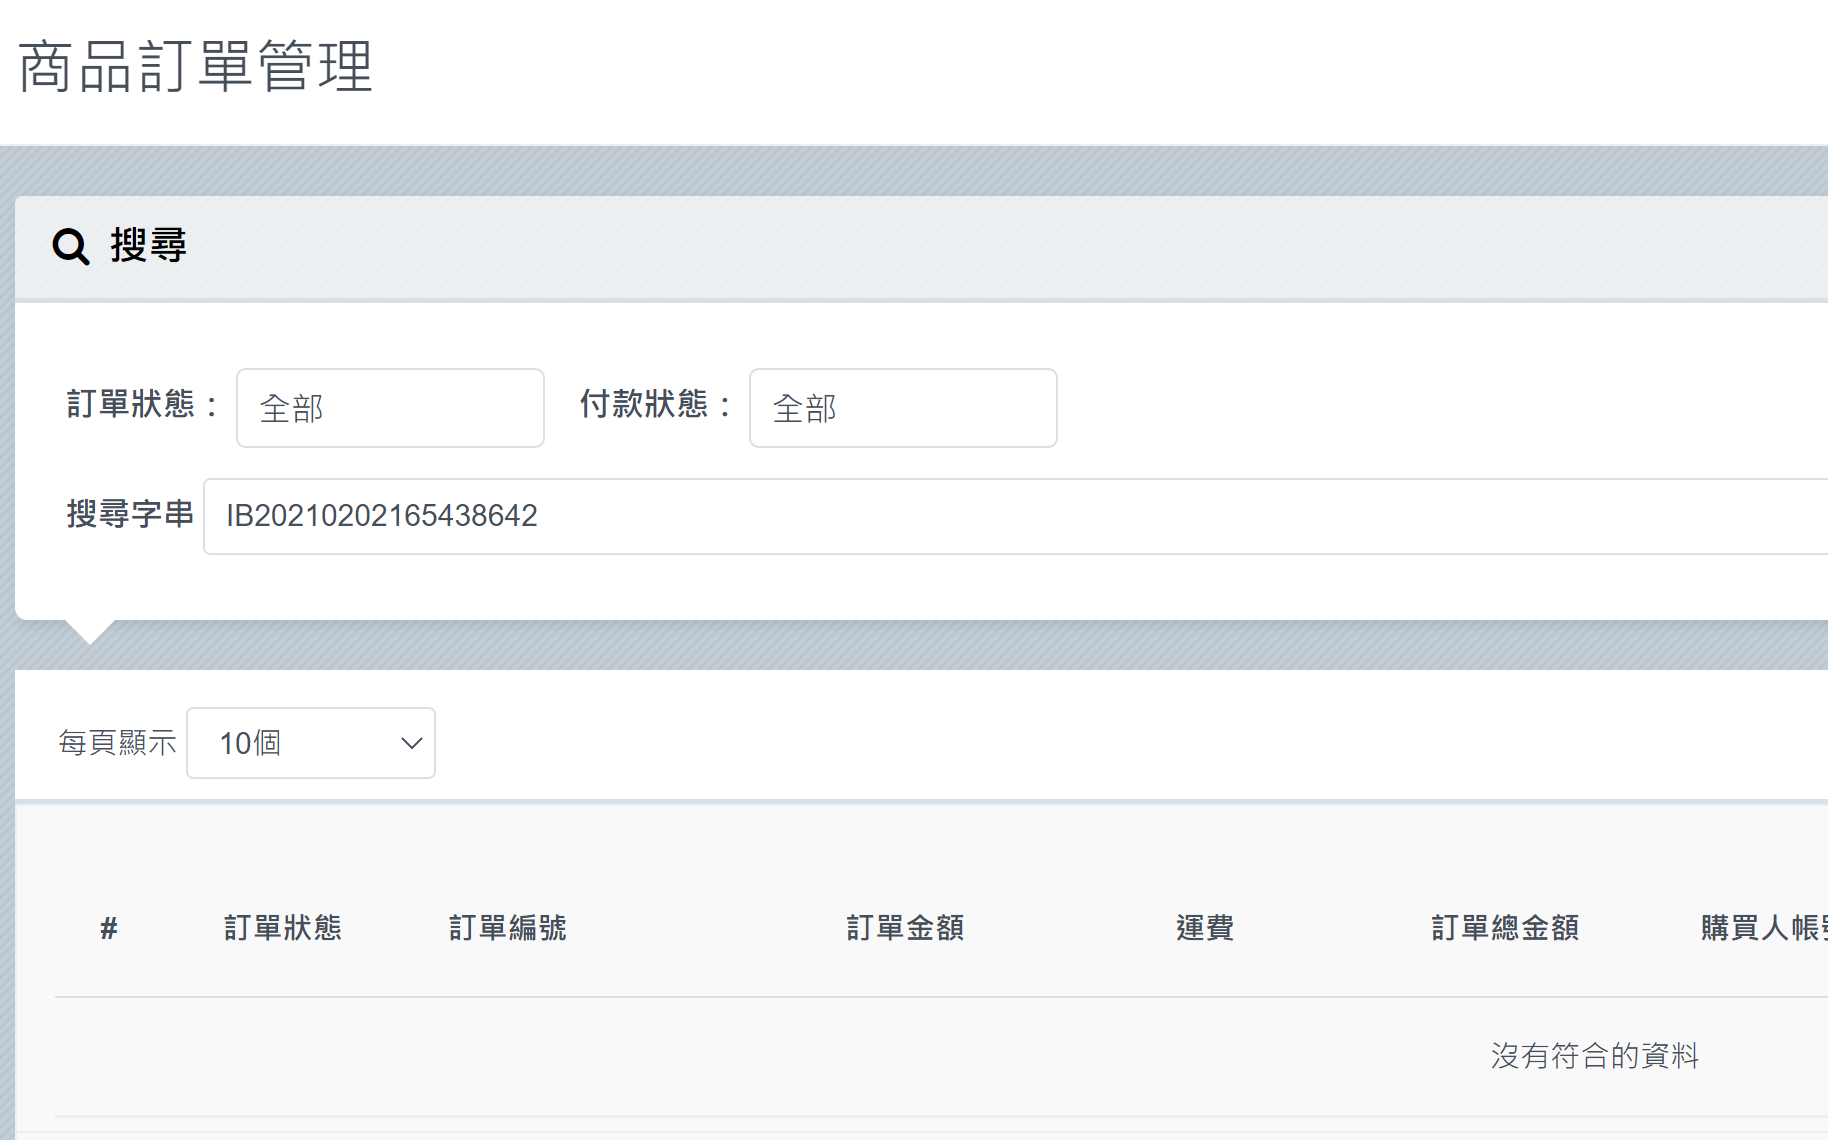 商品訂單管理
搜尋
訂單狀態： 全部 付款狀態： 全部
搜尋字串 IB20210202165438642
每頁顯示 10個
# 訂單狀態 訂單編號 訂單金額 運費 訂單總金額 購買人帳
沒有符合的資料